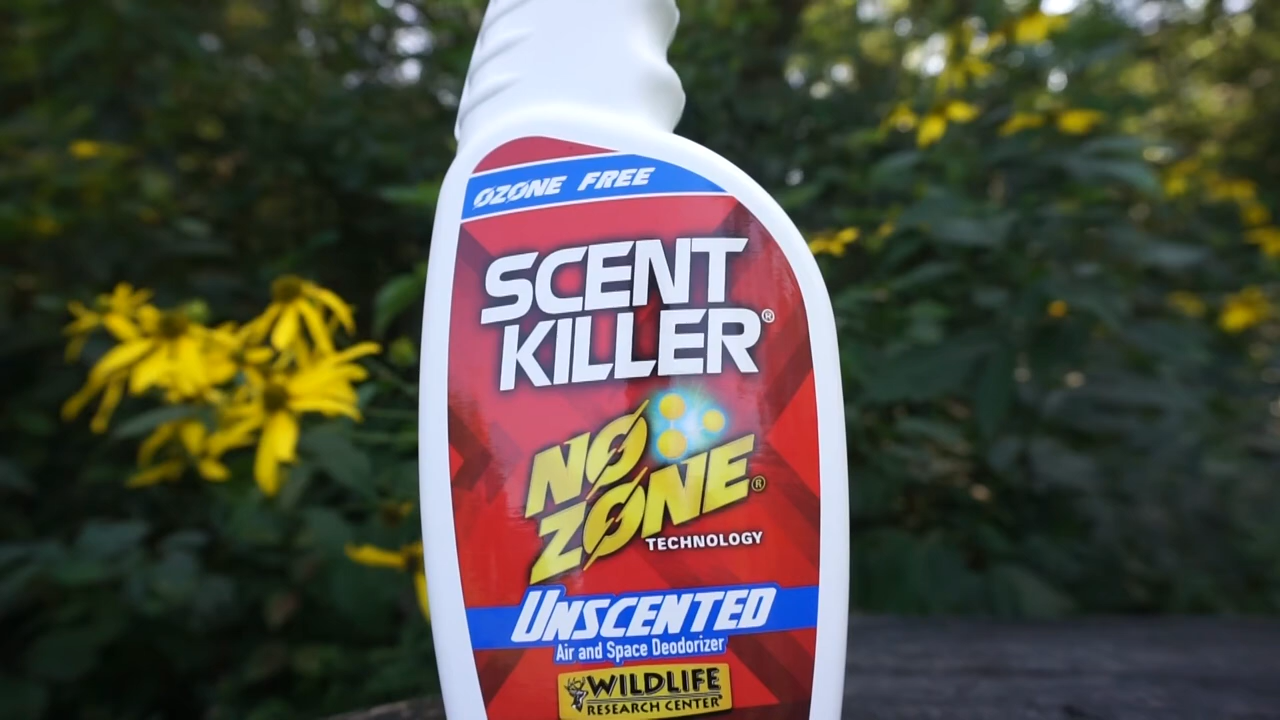 OZONE FREE
SCENT
KILLER®
NO
ZONE®
TECHNOLOGY
UNSCENTED
Air and Space Deodorizer
WILDLIFE
RESEARCH CENTER®